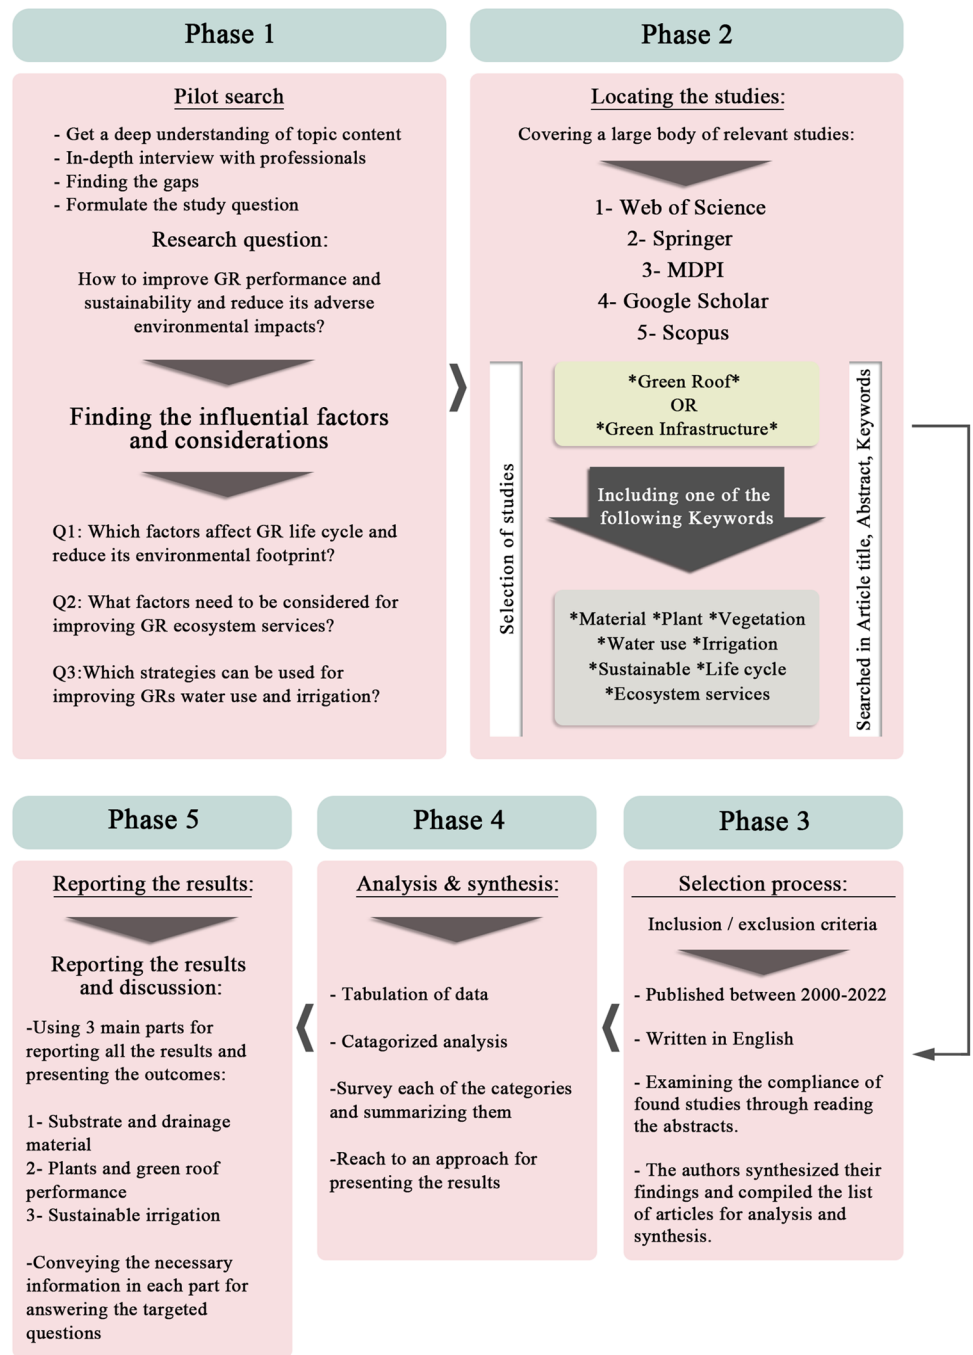 Phase 1
Pilot search
- Get a deep understanding of topic content
- In-depth interview with professionals
- Finding the gaps
- Formulate the study question
Research question:
How to improve GR performance and
sustainability and reduce its adverse
environmental impacts?
Finding the influential factors
and considerations
Q1: Which factors affect GR life cycle and
reduce its environmental footprint?
Q2: What factors need to be considered for
improving GR ecosystem services?
Q3:Which strategies can be used for
improving GRs water use and irrigation?
Phase 2
Locating the studies:
Covering a large body of relevant studies:
1- Web of Science
2- Springer
3- MDPI
4- Google Scholar
5- Scopus
Selection of studies
*Green Roof*
OR
*Green Infrastructure*
Including one of the
following Keywords
*Material *Plant *Vegetation
*Water use *Irrigation
*Sustainable *Life cycle
*Ecosystem services
Searched in Article title, Abstract, Keywords
Phase 3
Selection process:
Inclusion / exclusion criteria
- Published between 2000-2022
- Written in English
- Examining the compliance of
found studies through reading
the abstracts.
- The authors synthesized their
findings and compiled the list
of articles for analysis and
synthesis.
Phase 4
Analysis & synthesis:
- Tabulation of data
- Catagorized analysis
-Survey each of the categories
and summarizing them
-Reach to an approach for
presenting the results
Phase 5
Reporting the results:
Reporting the results
and discussion:
-Using 3 main parts for
reporting all the results and
presenting the outcomes:
1- Substrate and drainage
material
2- Plants and green roof
performance
3- Sustainable irrigation
-Conveying the necessary
information in each part for
answering the targeted
questions